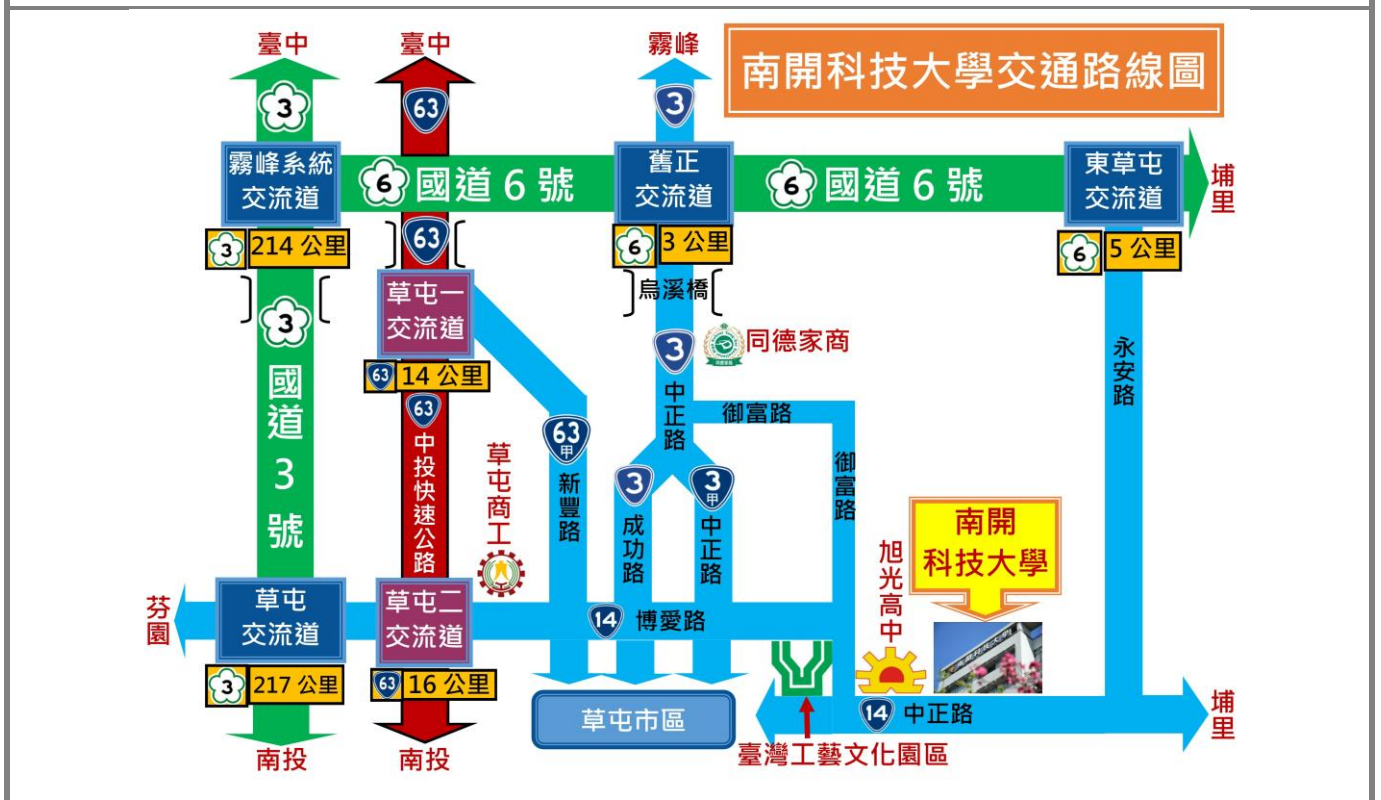 臺中
臺中
霧峰
南開科技大學交通路線圖
3
63
3
霧峰系統
交流道
6
國道 6 號
舊正
交流道
6
國道 6 號
東草屯
交流道
埔里
3
214 公里
63
6
3 公里
6
5 公里
烏溪橋
草屯一
交流道
3
國道3號
63
14 公里
3
同德家商
中正路
永安路
御富路
御富路
63
中投快速公路
草屯商工
63
甲
新豐路
3
成功路
3
甲
中正路
南開
科技大學
旭光高中
芬園
草屯
交流道
草屯二
交流道
14
博愛路
3
217 公里
63
16 公里
草屯市區
14
中正路
埔里
臺灣工藝文化園區
南投
南投